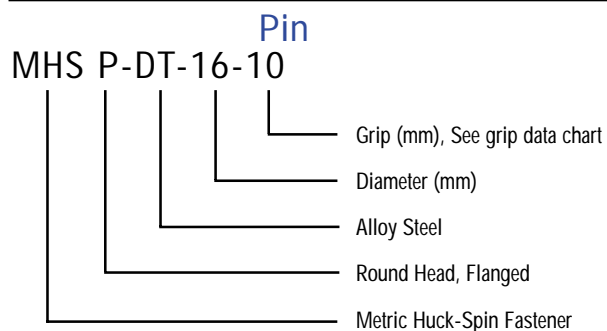 Pin
MHS P-DT-16-10
Grip (mm), See grip data chart
Diameter (mm)
Alloy Steel
Round Head, Flanged
Metric Huck-Spin Fastener